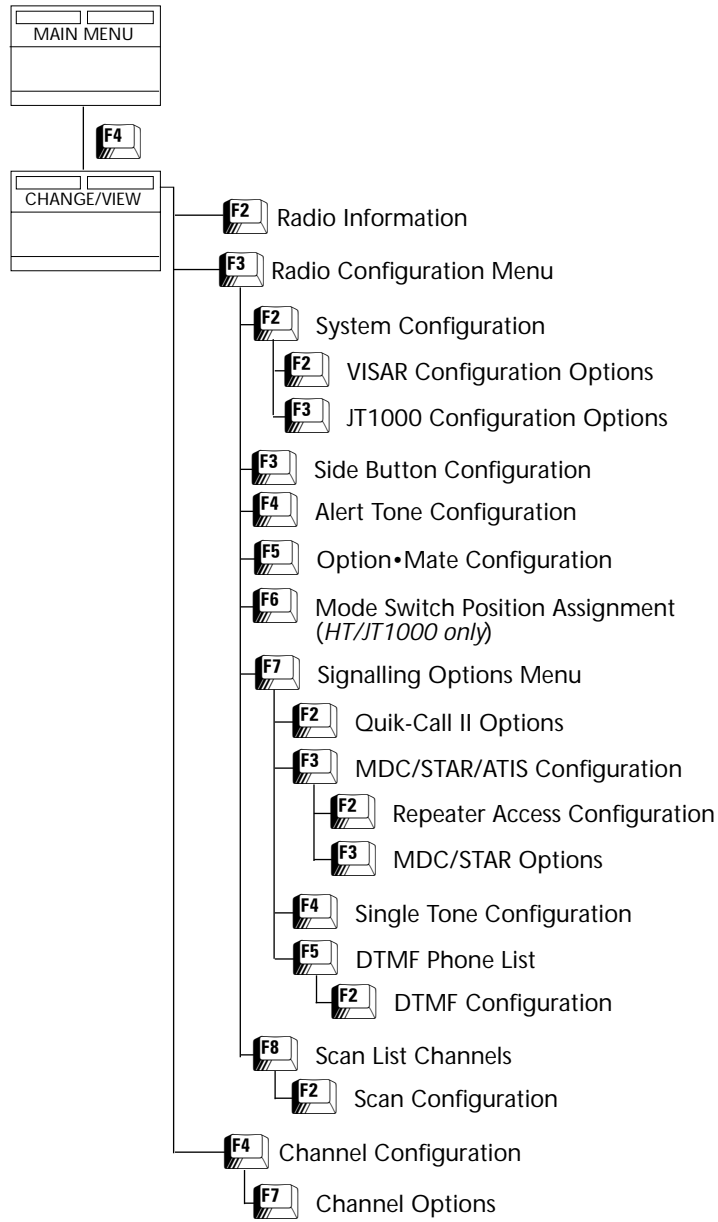 MAIN MENU
F4
CHANGE/VIEW
F2 Radio Information
F3 Radio Configuration Menu
F2 System Configuration
F2 VISAR Configuration Options
F3 JT1000 Configuration Options
F3 Side Button Configuration
F4 Alert Tone Configuration
F5 Option•Mate Configuration
F6 Mode Switch Position Assignment
(HT/JT1000 only)
F7 Signalling Options Menu
F2 Quik-Call II Options
F3 MDC/STAR/ATIS Configuration
F2 Repeater Access Configuration
F3 MDC/STAR Options
F4 Single Tone Configuration
F5 DTMF Phone List
F2 DTMF Configuration
F8 Scan List Channels
F2 Scan Configuration
F4 Channel Configuration
F7 Channel Options